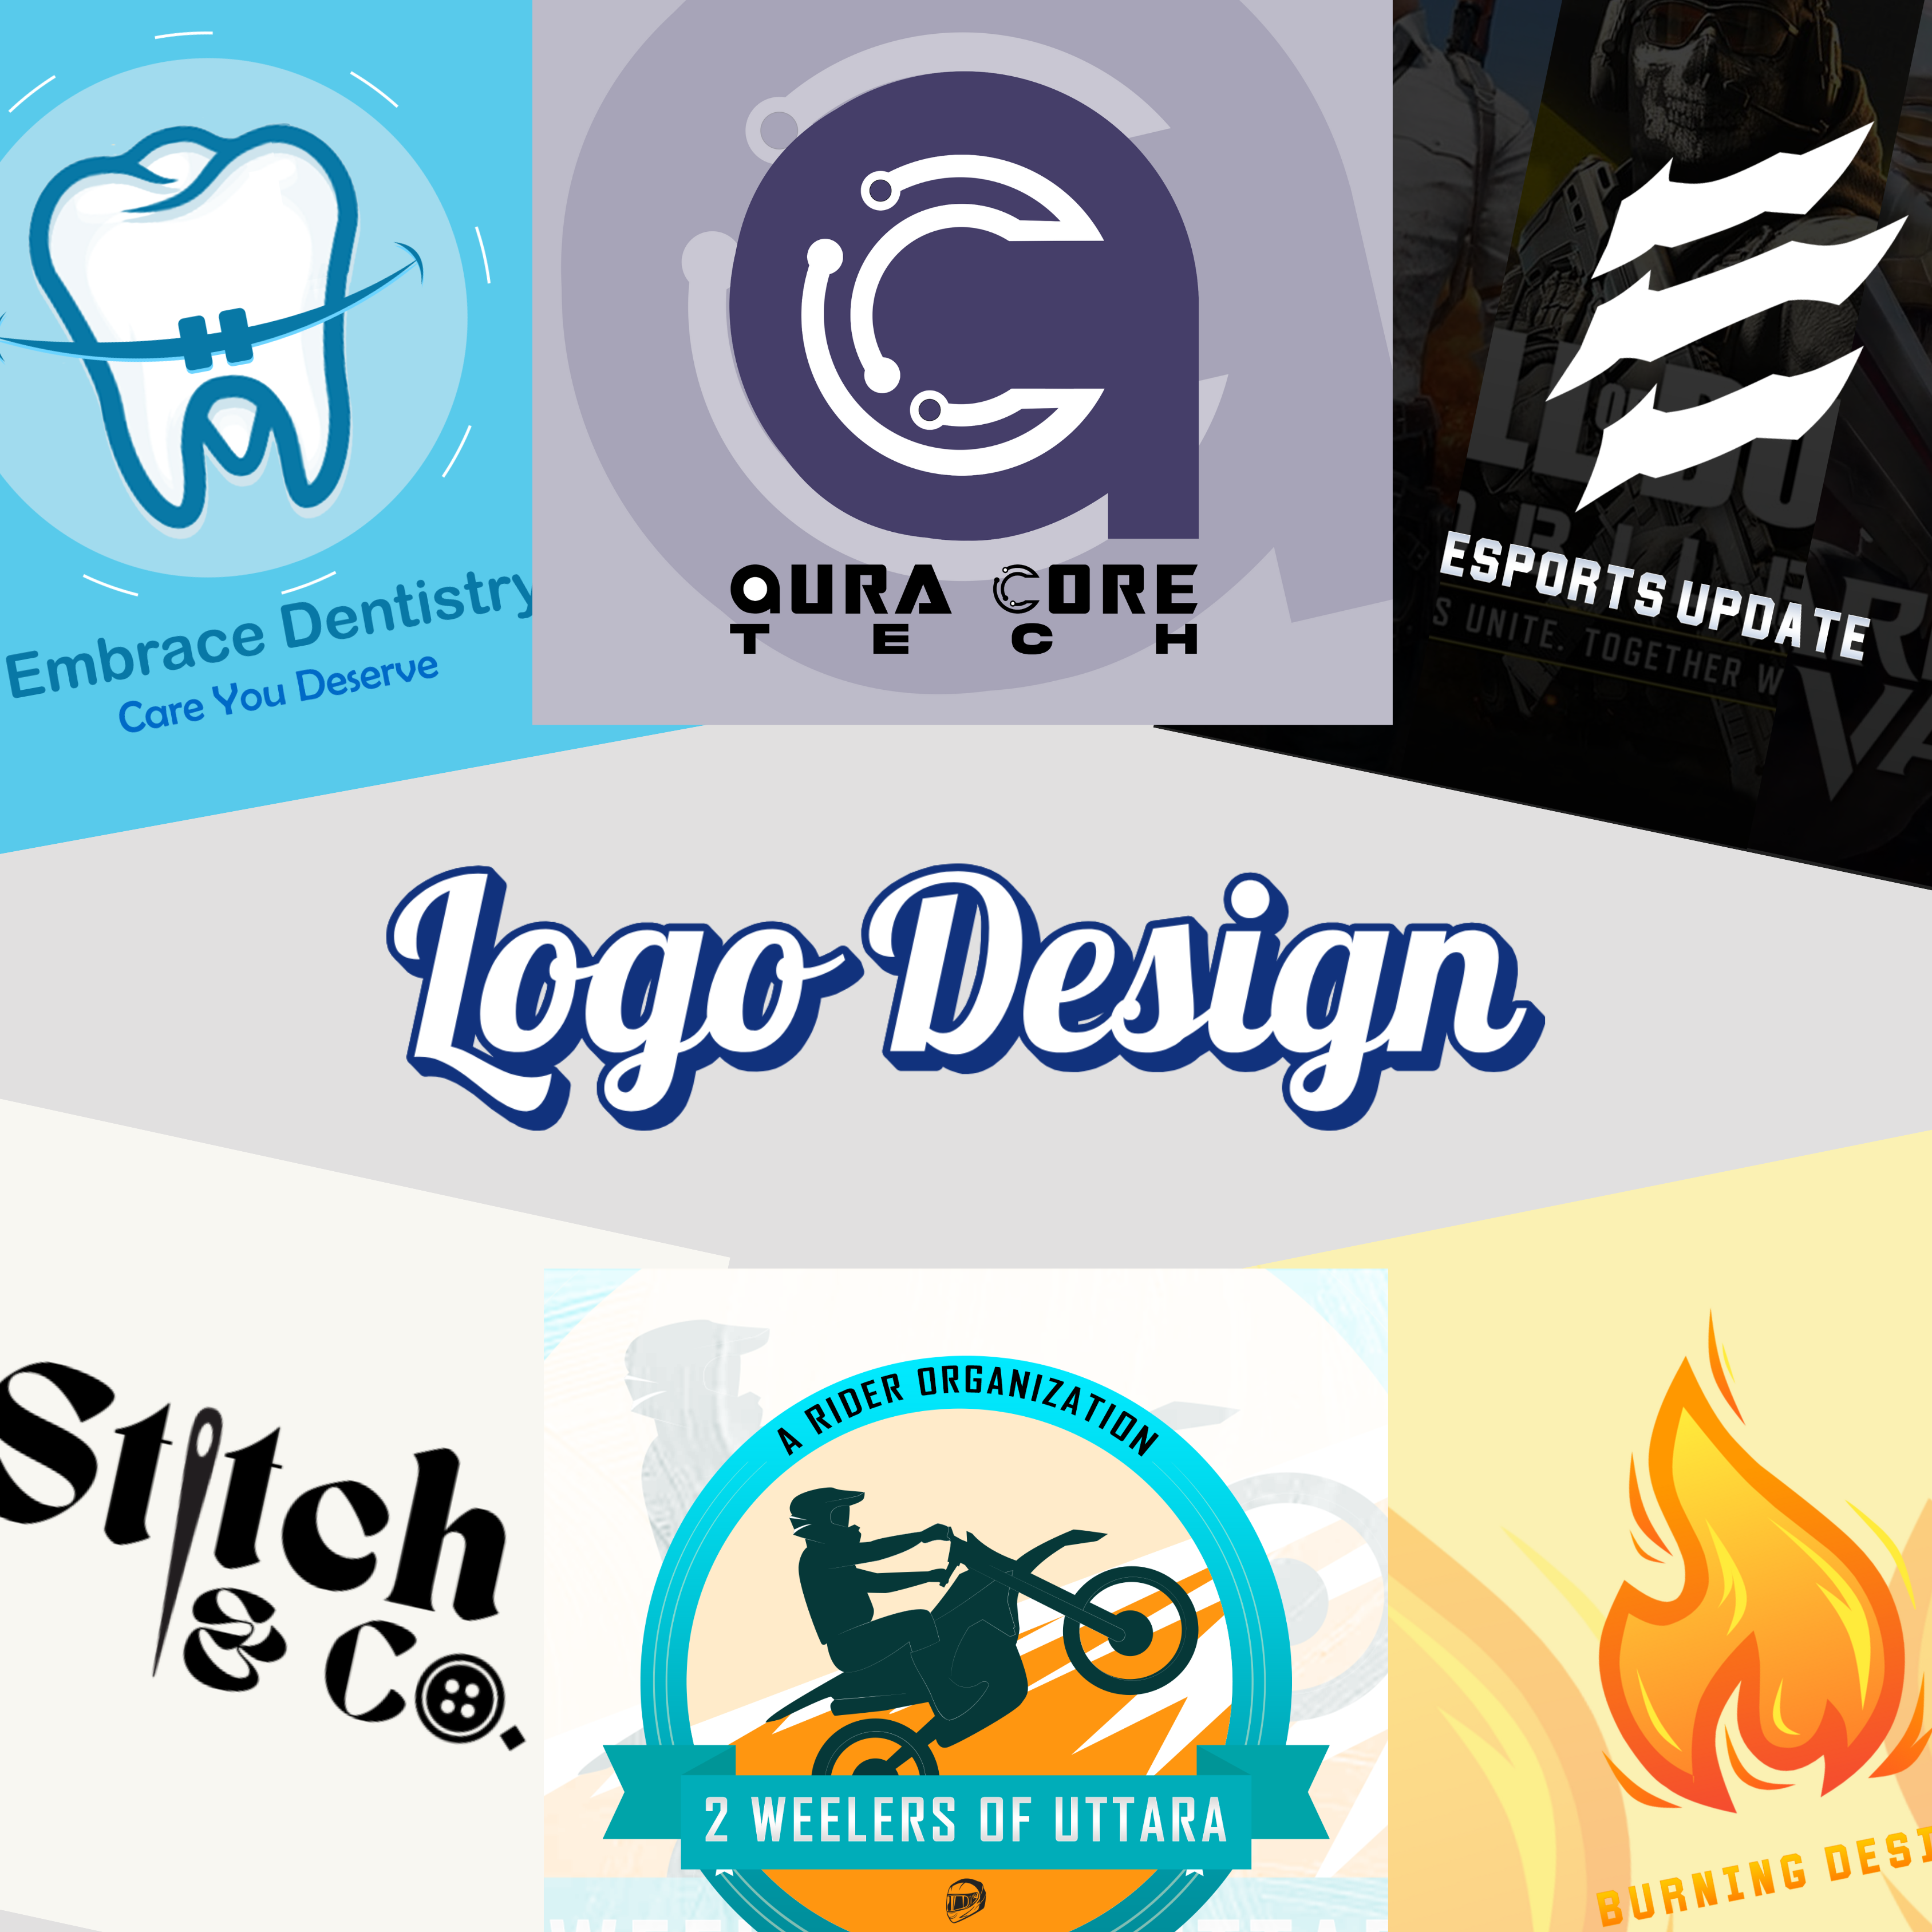 Embrace Dentistry
Care You Deserve
aURA CORE
TECH
ESPORTS UPDATE
S UNITE. TOGETHER W
Logo Design
Stitch
& Co.
A RIDER ORGANIZATION
2 WEELERS OF UTTARA
BURNING DESI